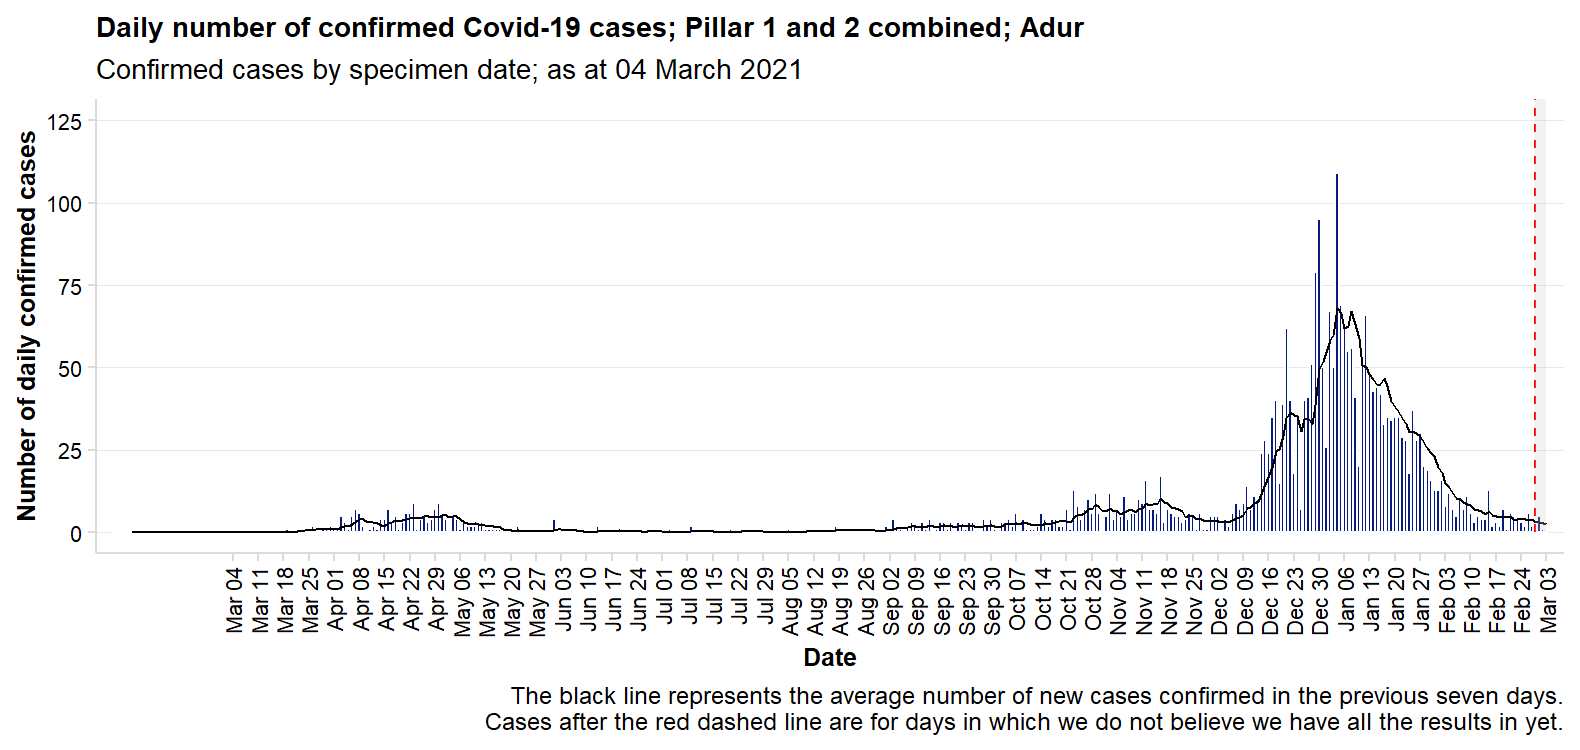 Daily number of confirmed Covid-19 cases; Pillar 1 and 2 combined; Adur
Confirmed cases by specimen date; as at 04 March 2021
Number of daily confirmed cases
125
100
75
50
25
0
Mar 04
Mar 11
Mar 18
Mar 25
Apr 01
Apr 08
Apr 15
Apr 22
Apr 29
May 06
May 13
May 20
May 27
Jun 03
Jun 10
Jun 17
Jun 24
Jul 01
Jul 08
Jul 15
Jul 22
Jul 29
Aug 05
Aug 12
Aug 19
Aug 26
Sep 02
Sep 09
Sep 16
Sep 23
Sep 30
Oct 07
Oct 14
Oct 21
Oct 28
Nov 04
Nov 11
Nov 18
Nov 25
Dec 02
Dec 09
Dec 16
Dec 23
Dec 30
Jan 06
Jan 13
Jan 20
Jan 27
Feb 03
Feb 10
Feb 17
Feb 24
Mar 03
Date
The black line represents the average number of new cases confirmed in the previous seven days.
Cases after the red dashed line are for days in which we do not believe we have all the results in yet.